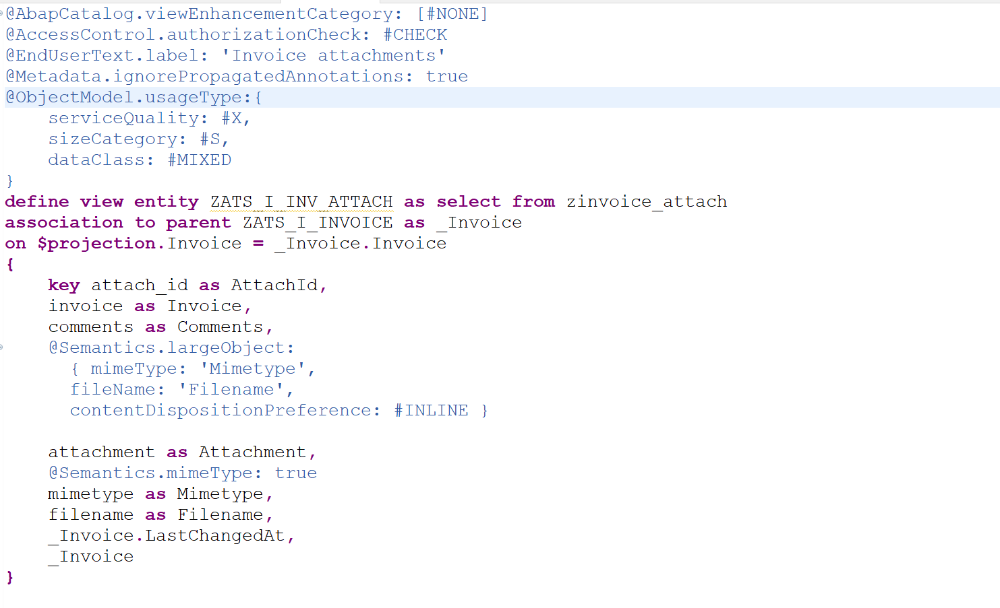 @AbapCatalog.viewEnhancementCategory: [#NONE]
@AccessControl.authorizationCheck: #CHECK
@EndUserText.label: 'Invoice attachments'
@Metadata.ignorePropagatedAnnotations: true
@ObjectModel.usageType:{
    serviceQuality: #X,
    sizeCategory: #S,
    dataClass: #MIXED
}
define view entity ZATS_I_INV_ATTACH as select from zinvoice_attach
association to parent ZATS_I_INVOICE as _Invoice
on $projection.Invoice = _Invoice.Invoice
{
    key attach_id as AttachId,
    invoice as Invoice,
    comments as Comments,
    @Semantics.largeObject:
      { mimeType: 'Mimetype',
      fileName: 'Filename',
      contentDispositionPreference: #INLINE }
    attachment as Attachment,
    @Semantics.mimeType: true
    mimetype as Mimetype,
    filename as Filename,
    _Invoice.LastChangedAt,
    _Invoice
}